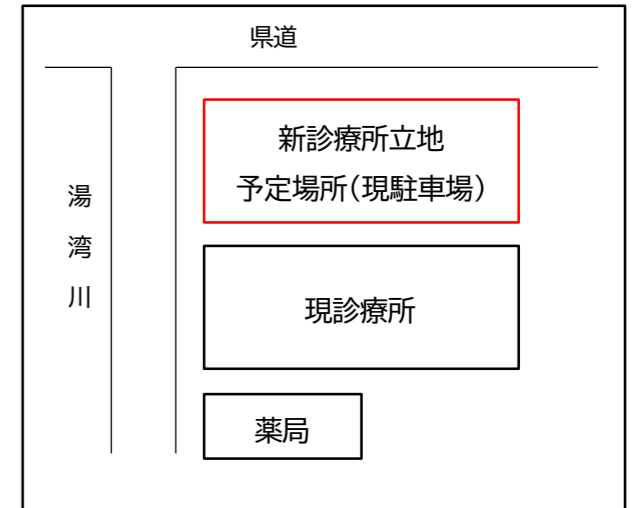 県道
新診療所立地
予定場所(現駐車場)
湯湾川
現診療所
薬局